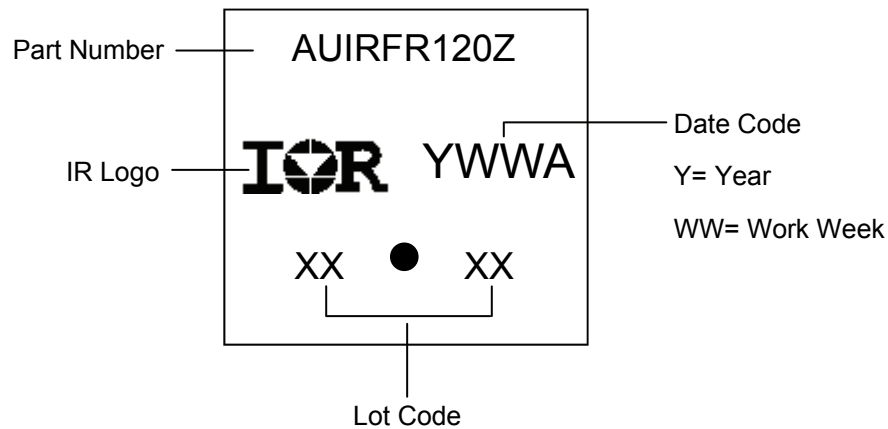 Part Number
AUIRFR120Z
IR Logo
IOR
YWWA
Date Code
Y= Year
WW= Work Week
XX • XX
Lot Code